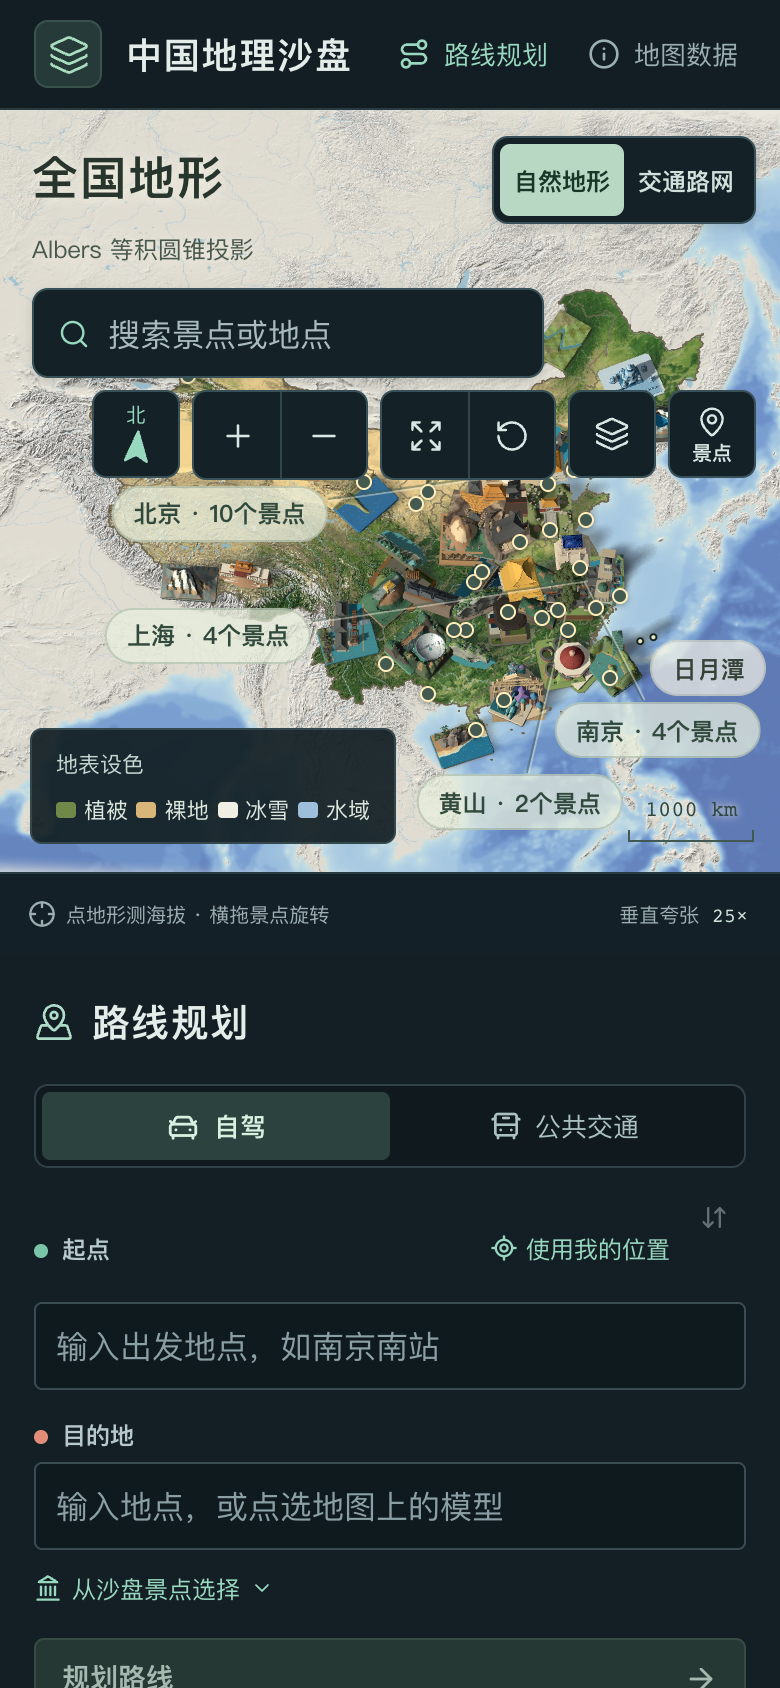 中国地理沙盘
路线规划
地图数据
全国地形
自然地形
交通路网
Albers 等积圆锥投影
搜索景点或地点
北
景点
北京 · 10个景点
上海 · 4个景点
日月潭
南京 · 4个景点
黄山 · 2个景点
1000 km
地表设色
植被 裸地 冰雪 水域
点地形测海拔 · 横拖景点旋转
垂直夸张 25×
路线规划
自驾
公共交通
起点
使用我的位置
输入出发地点，如南京南站
目的地
输入地点，或点选地图上的模型
从沙盘景点选择
规划路线